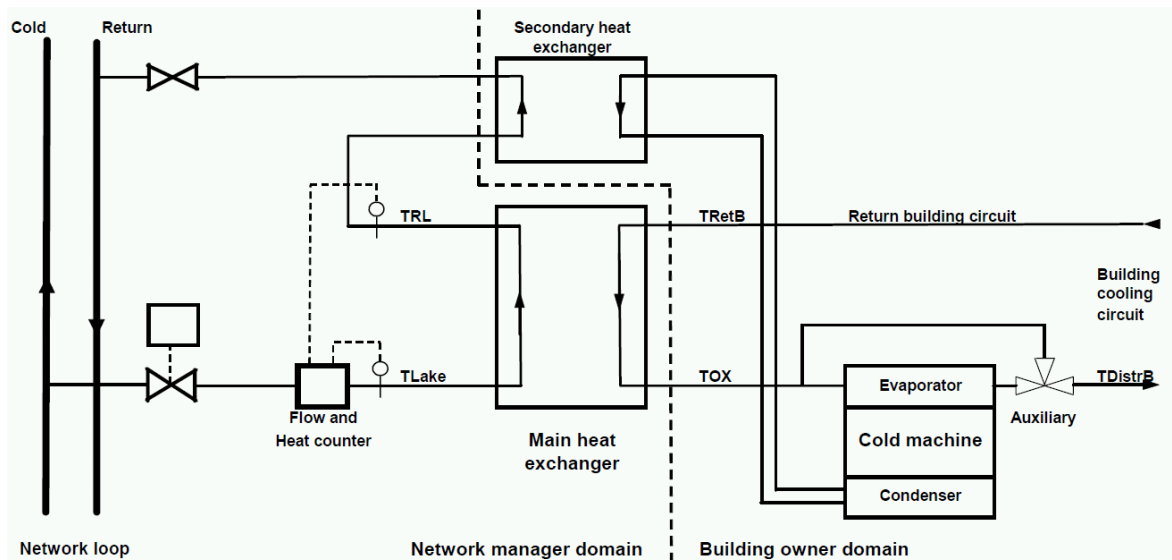 Cold
Return
Secondary heat
exchanger
TRL
TRetB
Return building circuit
Building
cooling
circuit
TLake
TOX
Evaporator
TDistrB
Auxiliary
Flow and
Heat counter
Main heat
exchanger
Cold machine
Condenser
Network loop
Network manager domain
Building owner domain